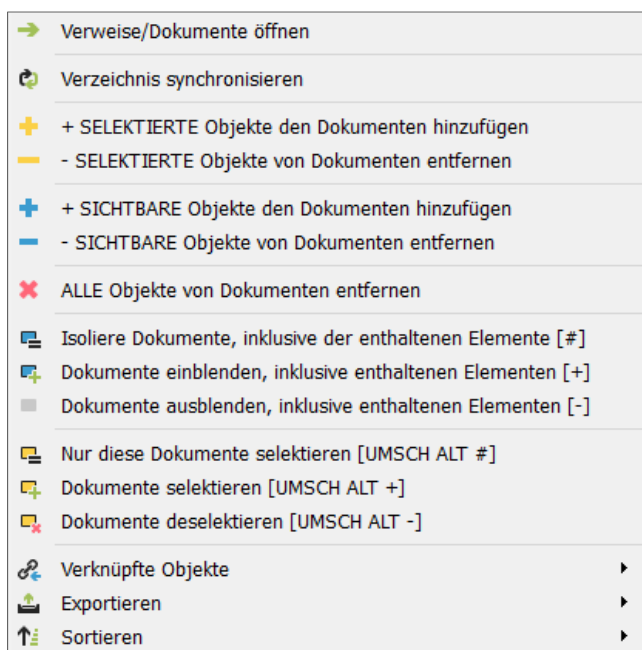 Verweise/Dokumente öffnen
Verzeichnis synchronisieren
+ SELEKTIERTE Objekte den Dokumenten hinzufügen
- SELEKTIERTE Objekte von Dokumenten entfernen
+ SICHTBARE Objekte den Dokumenten hinzufügen
- SICHTBARE Objekte von Dokumenten entfernen
ALLE Objekte von Dokumenten entfernen
Isoliere Dokumente, inklusive der enthaltenen Elemente [#]
Dokumente einblenden, inklusive enthaltenen Elementen [+]
Dokumente ausblenden, inklusive enthaltenen Elementen [-]
Nur diese Dokumente selektieren [UMSCH ALT #]
Dokumente selektieren [UMSCH ALT +]
Dokumente deselektieren [UMSCH ALT -]
Verknüpfte Objekte
Exportieren
Sortieren